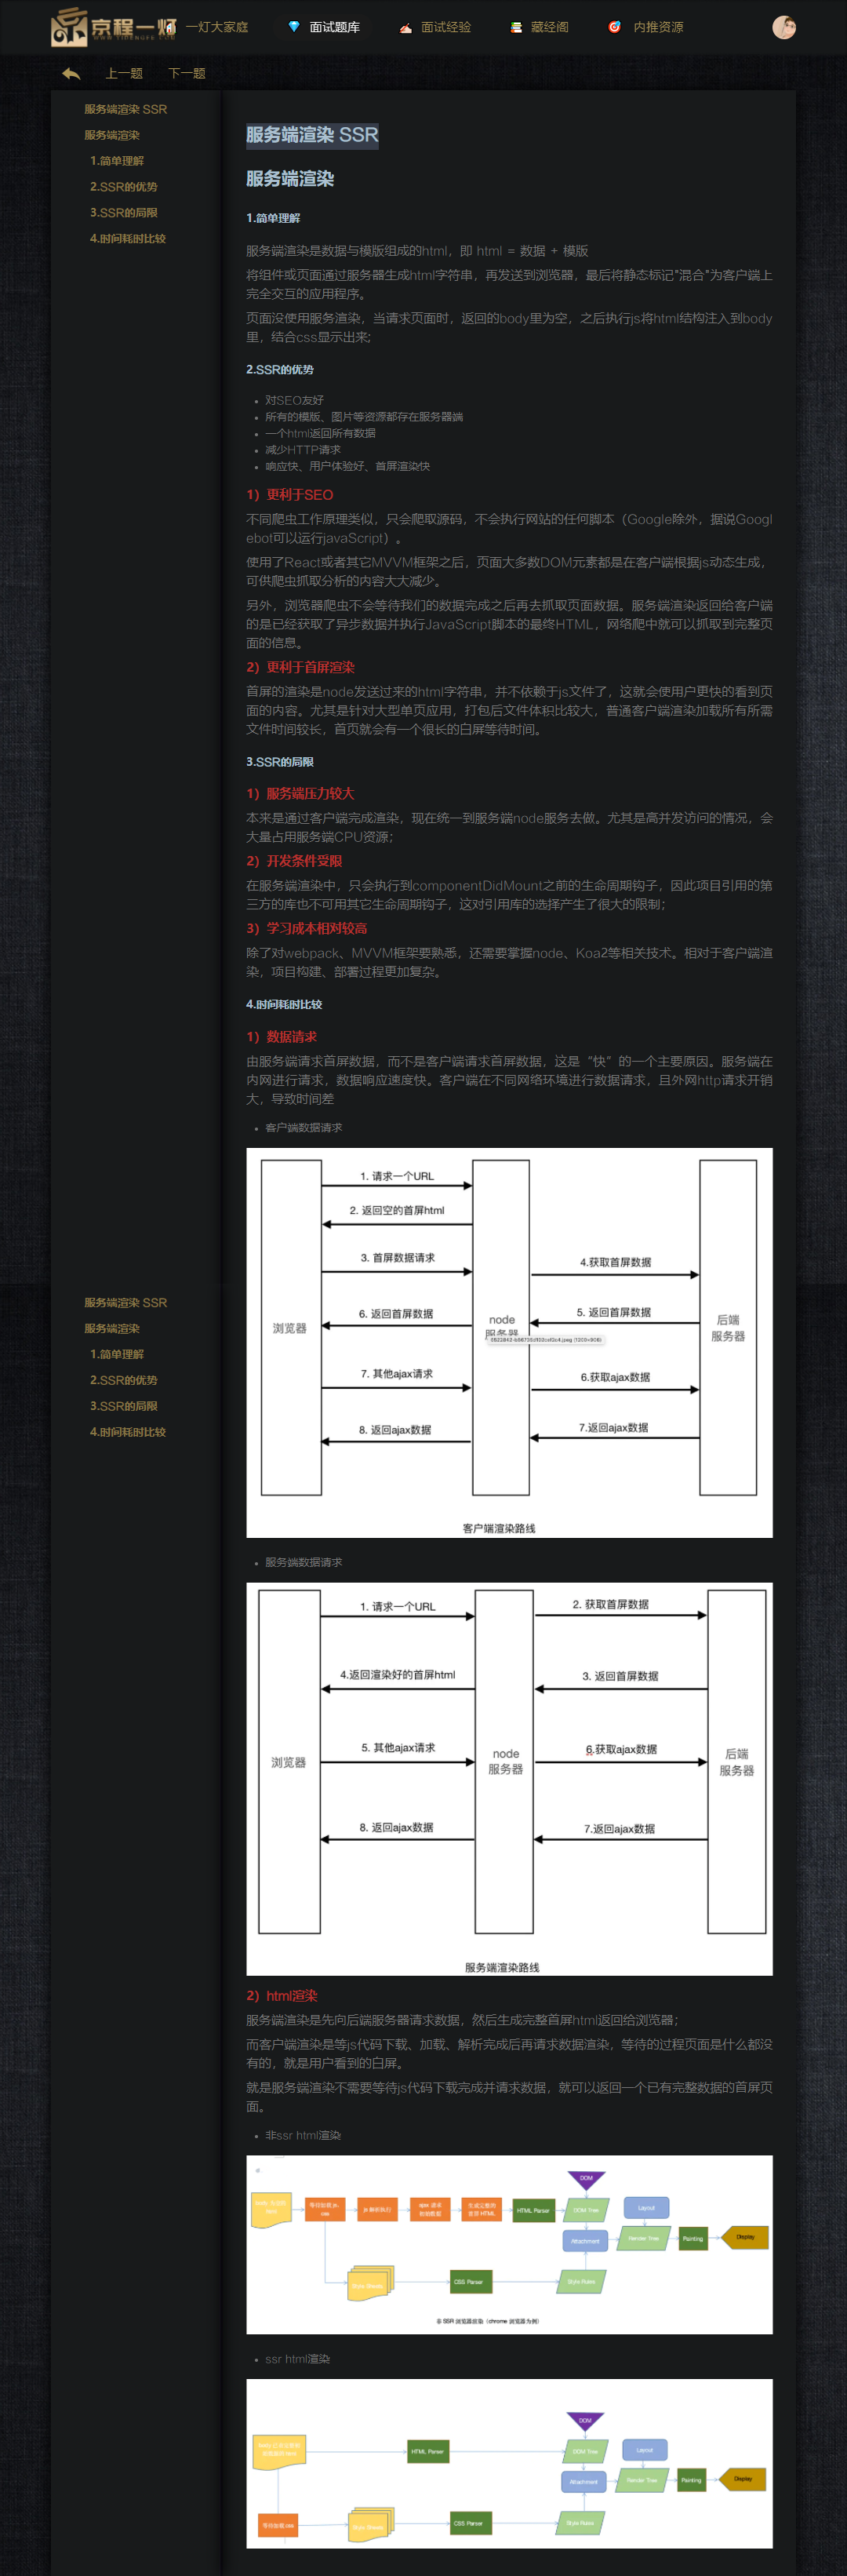 京程一灯
一灯大家庭
面试题库
面试经验
藏经阁
内推资源
上一题
下一题
服务端渲染 SSR
服务端渲染
1.简单理解
2.SSR的优势
3.SSR的局限
4.时间耗时比较
服务端渲染 SSR
服务端渲染
1.简单理解
服务端渲染是数据与模版组成的html，即 html = 数据 + 模版
将组件或页面通过服务器生成html字符串，再发送到浏览器，最后将静态标记"混合"为客户端上
完全交互的应用程序。
页面没使用服务渲染，当请求页面时，返回的body里为空，之后执行js将html结构注入到body
里，结合css显示出来;
2.SSR的优势
对SEO友好
所有的模版、图片等资源都存在服务器端
一个html返回所有数据
减少HTTP请求
响应快、用户体验好、首屏渲染快
1）更利于SEO
不同爬虫工作原理类似，只会爬取源码，不会执行网站的任何脚本（Google除外，据说Googl
ebot可以运行javaScript）。
使用了React或者其它MVVM框架之后，页面大多数DOM元素都是在客户端根据js动态生成，
可供爬虫抓取分析的内容大大减少。
另外，浏览器爬虫不会等待我们的数据完成之后再去抓取页面数据。服务端渲染返回给客户端
的是已经获取了异步数据并执行JavaScript脚本的最终HTML，网络爬中就可以抓取到完整页
面的信息。
2）更利于首屏渲染
首屏的渲染是node发送过来的html字符串，并不依赖于js文件了，这就会使用户更快的看到页
面的内容。尤其是针对大型单页应用，打包后文件体积比较大，普通客户端渲染加载所有所需
文件时间较长，首页就会有一个很长的白屏等待时间。
3.SSR的局限
1）服务端压力较大
本来是通过客户端完成渲染，现在统一到服务端node服务去做。尤其是高并发访问的情况，会
大量占用服务端CPU资源；
2）开发条件受限
在服务端渲染中，只会执行到componentDidMount之前的生命周期钩子，因此项目引用的第
三方的库也不可用其它生命周期钩子，这对引用库的选择产生了很大的限制；
3）学习成本相对较高
除了对webpack、MVVM框架要熟悉，还需要掌握node、Koa2等相关技术。相对于客户端渲
染，项目构建、部署过程更加复杂。
4.时间耗时比较
1）数据请求
由服务端请求首屏数据，而不是客户端请求首屏数据，这是“快”的一个主要原因。服务端在
内网进行请求，数据响应速度快。客户端在不同网络环境进行数据请求，且外网http请求开销
大，导致时间差
客户端数据请求
1. 请求一个URL
2. 返回空的首屏html
3. 首屏数据请求
4.获取首屏数据
5. 返回首屏数据
6. 返回首屏数据
浏览器
node
服务器
后端
服务器
7. 其他ajax请求
6.获取ajax数据
7.返回ajax数据
8. 返回ajax数据
客户端渲染路线
服务端渲染 SSR
服务端渲染
1.简单理解
2.SSR的优势
3.SSR的局限
4.时间耗时比较
服务端数据请求
1. 请求一个URL
2. 获取首屏数据
3. 返回首屏数据
4.返回渲染好的首屏html
5. 其他ajax请求
6.获取ajax数据
浏览器
node
服务器
后端
服务器
7.返回ajax数据
8. 返回ajax数据
服务端渲染路线
2）html渲染
服务端渲染是先向后端服务器请求数据，然后生成完整首屏html返回给浏览器；
而客户端渲染是等js代码下载、加载、解析完成后再请求数据渲染，等待的过程页面是什么都没
有的，就是用户看到的白屏。
就是服务端渲染不需要等待js代码下载完成并请求数据，就可以返回一个已有完整数据的首屏页
面。
非ssr html渲染
DOM
等待加载 js,
css
js 解析执行
ajax 请求
初始数据
HTML Parser
DOM Tree
Layout
Attachment
Render Tree
Painting
Display
Style Sheets
CSS Parser
Style Rules
非 SSR 浏览器渲染（chrome 浏览器为例）
ssr html渲染
DOM
HTML Parser
DOM Tree
Layout
Attachment
Render Tree
Painting
Display
等待加载 css
Style Sheets
CSS Parser
Style Rules